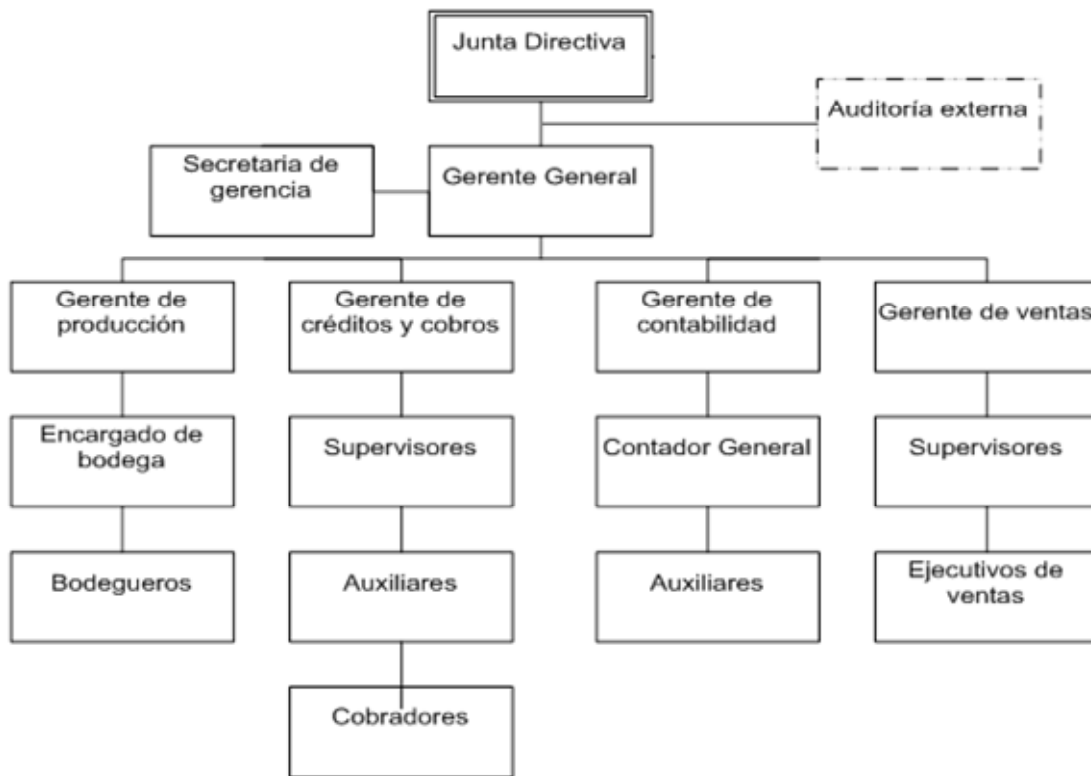 Junta Directiva
Auditoría externa
Secretaria de
gerencia
Gerente General
Gerente de
producción
Gerente de
créditos y cobros
Gerente de
contabilidad
Gerente de ventas
Encargado de
bodega
Supervisores
Contador General
Supervisores
Bodegueros
Auxiliares
Auxiliares
Ejecutivos de
ventas
Cobradores